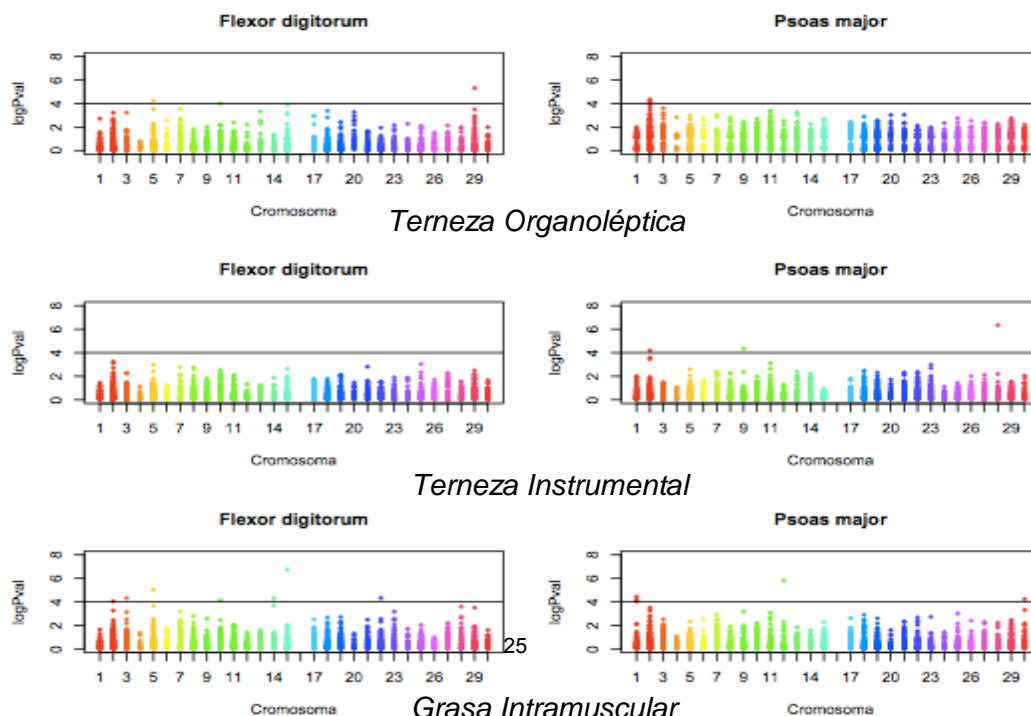 Flexor digitorum
Psoas major
logPval
8
6
4
2
0
1 3 5 7 9 11 14 17 20 23 26 29
Cromosoma
logPval
8
6
4
2
0
1 3 5 7 9 11 14 17 20 23 26 29
Cromosoma
Terneza Organoléptica
Flexor digitorum
Psoas major
logPval
8
6
4
2
0
1 3 5 7 9 11 14 17 20 23 26 29
Cromosoma
logPval
8
6
4
2
0
1 3 5 7 9 11 14 17 20 23 26 29
Cromosoma
Terneza Instrumental
Flexor digitorum
Psoas major
logPval
8
6
4
2
0
25
1 3 5 7 9 11 14 17 20 23 26 29
Cromosoma
logPval
8
6
4
2
0
1 3 5 7 9 11 14 17 20 23 26 29
Cromosoma
Grasa Intramuscular